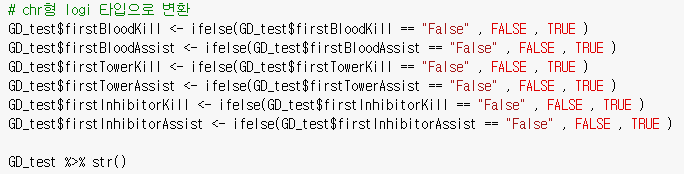 # chr형 logi 타입으로 변환
GD_test$firstBloodKill <- ifelse(GD_test$firstBloodKill == "False" , FALSE , TRUE )
GD_test$firstBloodAssist <- ifelse(GD_test$firstBloodAssist == "False" , FALSE , TRUE )
GD_test$firstTowerKill <- ifelse(GD_test$firstTowerKill == "False" , FALSE , TRUE )
GD_test$firstTowerAssist <- ifelse(GD_test$firstTowerAssist == "False" , FALSE , TRUE )
GD_test$firstInhibitorKill <- ifelse(GD_test$firstInhibitorKill == "False" , FALSE , TRUE )
GD_test$firstInhibitorAssist <- ifelse(GD_test$firstInhibitorAssist == "False" , FALSE , TRUE )
GD_test %>% str()